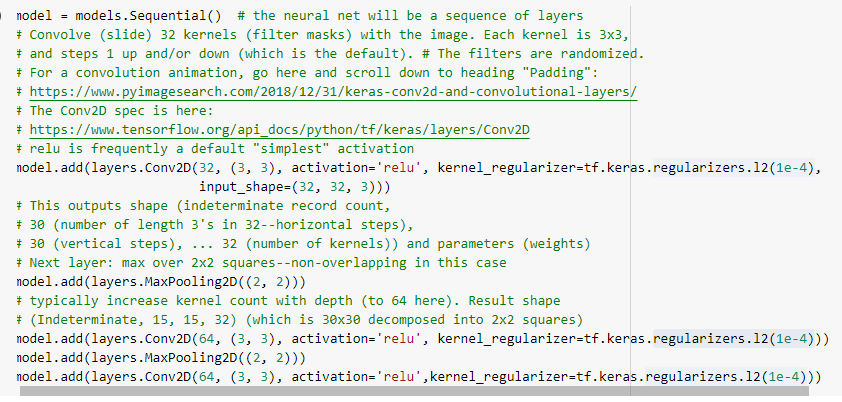 model = models.Sequential()  # the neural net will be a sequence of layers
# Convolve (slide) 32 kernels (filter masks) with the image. Each kernel is 3x3,
# and steps 1 up and/or down (which is the default). # The filters are randomized.
# For a convolution animation, go here and scroll down to heading "Padding":
# https://www.pyimagesearch.com/2018/12/31/keras-conv2d-and-convolutional-layers/
# The Conv2D spec is here:
# https://www.tensorflow.org/api_docs/python/tf/keras/layers/Conv2D
# relu is frequently a default "simplest" activation
model.add(layers.Conv2D(32, (3, 3), activation='relu', kernel_regularizer=tf.keras.regularizers.l2(1e-4),
                        input_shape=(32, 32, 3)))
# This outputs shape (indeterminate record count,
# 30 (number of length 3's in 32--horizontal steps),
# 30 (vertical steps), ... 32 (number of kernels)) and parameters (weights)
# Next layer: max over 2x2 squares--non-overlapping in this case
model.add(layers.MaxPooling2D((2, 2)))
# typically increase kernel count with depth (to 64 here). Result shape
# (Indeterminate, 15, 15, 32) (which is 30x30 decomposed into 2x2 squares)
model.add(layers.Conv2D(64, (3, 3), activation='relu', kernel_regularizer=tf.keras.regularizers.l2(1e-4)))
model.add(layers.MaxPooling2D((2, 2)))
model.add(layers.Conv2D(64, (3, 3), activation='relu',kernel_regularizer=tf.keras.regularizers.l2(1e-4)))